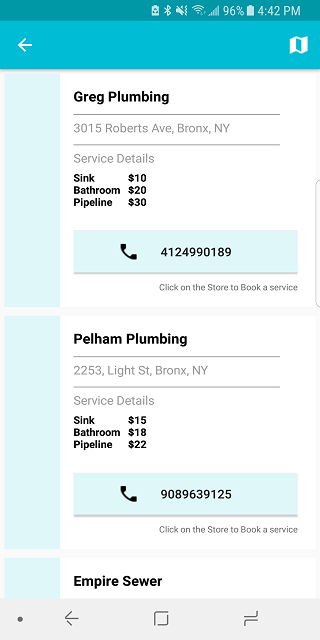 96% 4:42 PM
Greg Plumbing
3015 Roberts Ave, Bronx, NY
Service Details
Sink $10
Bathroom $20
Pipeline $30
4124990189
Click on the Store to Book a service
Pelham Plumbing
2253, Light St, Bronx, NY
Service Details
Sink $15
Bathroom $18
Pipeline $22
9089639125
Click on the Store to Book a service
Empire Sewer